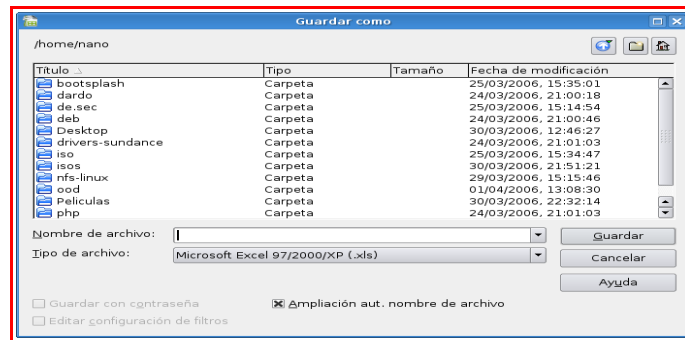 Guardar como
/home/nano
Título Tipo Tamaño Fecha de modificación
bootsplash Carpeta 25/03/2006, 15:35:01
dardo Carpeta 24/03/2006, 21:00:18
de.sec Carpeta 25/03/2006, 15:14:54
deb Carpeta 24/03/2006, 21:00:46
Desktop Carpeta 30/03/2006, 12:46:27
drivers-sundance Carpeta 24/03/2006, 21:01:03
iso Carpeta 25/03/2006, 15:34:47
isos Carpeta 30/03/2006, 21:51:21
nfs-linux Carpeta 29/03/2006, 15:15:46
ood Carpeta 01/04/2006, 13:08:30
Peliculas Carpeta 30/03/2006, 22:32:14
php Carpeta 24/03/2006, 21:01:03
Nombre de archivo: Guardar
Tipo de archivo: Microsoft Excel 97/2000/XP (.xls) Cancelar
Ayuda
Guardar con contraseña Ampliación aut. nombre de archivo
Editar configuración de filtros